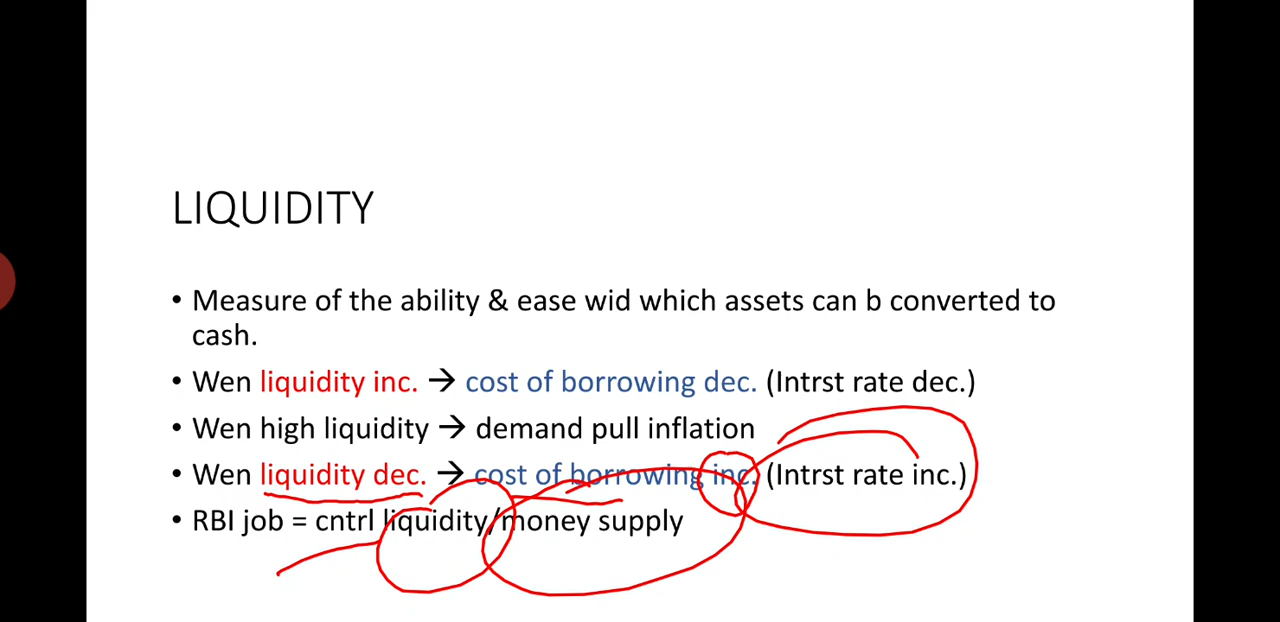 LIQUIDITY
• Measure of the ability & ease wid which assets can b converted to
cash.
• Wen liquidity inc. → cost of borrowing dec. (Intrst rate dec.)
• Wen high liquidity → demand pull inflation
• Wen liquidity dec. → cost of borrowing inc. (Intrst rate inc.)
• RBI job = cntrl liquidity/money supply